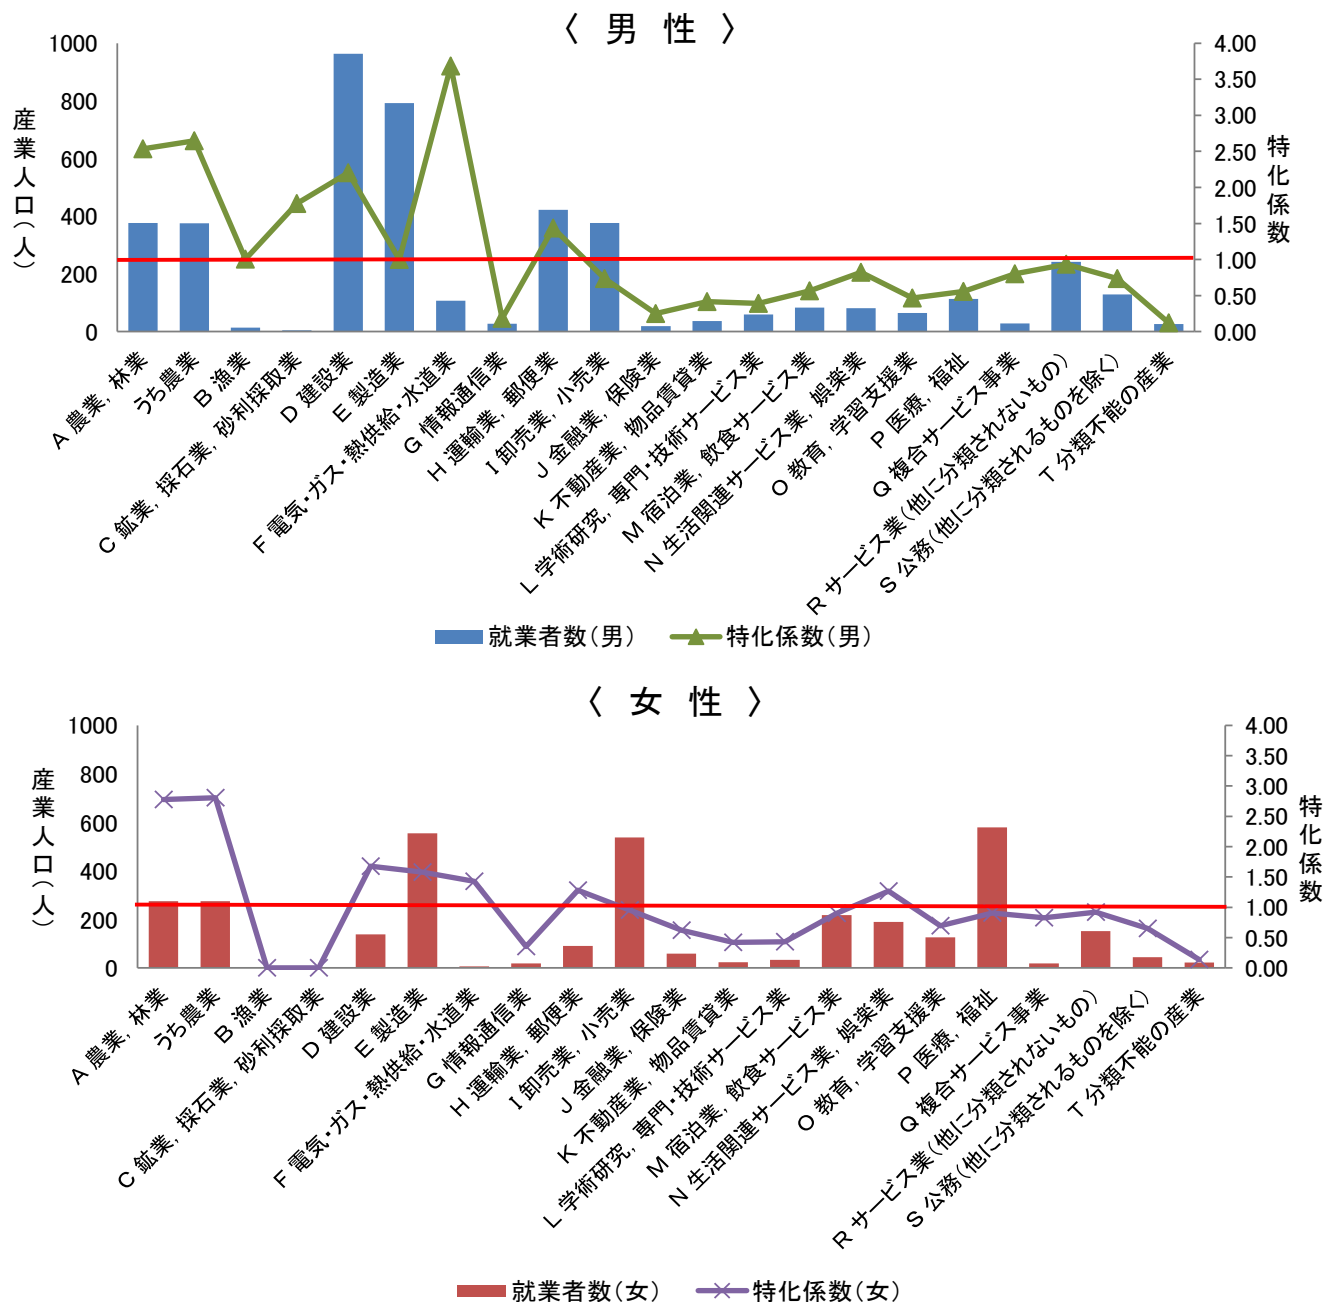 〈 男 性 〉
産業人口(人)
1000
800
600
400
200
0
4.00
3.50
3.00
2.50
2.00
1.50
1.00
0.50
0.00
特化係数
A 農業, 林業
うち農業
B 漁業
C 鉱業, 採石業, 砂利採取業
D 建設業
E 製造業
F 電気・ガス・熱供給・水道業
G 情報通信業
H 運輸業, 郵便業
I 卸売業, 小売業
J 金融業, 保険業
K 不動産業, 物品賃貸業
L 学術研究, 専門・技術サービス業
M 宿泊業, 飲食サービス業
N 生活関連サービス業, 娯楽業
O 教育, 学習支援業
P 医療, 福祉
Q 複合サービス事業
R サービス業(他に分類されないもの)
S 公務(他に分類されるものを除く)
T 分類不能の産業
就業者数(男) 特化係数(男)
〈 女 性 〉
産業人口(人)
1000
800
600
400
200
0
4.00
3.50
3.00
2.50
2.00
1.50
1.00
0.50
0.00
特化係数
A 農業, 林業
うち農業
B 漁業
C 鉱業, 採石業, 砂利採取業
D 建設業
E 製造業
F 電気・ガス・熱供給・水道業
G 情報通信業
H 運輸業, 郵便業
I 卸売業, 小売業
J 金融業, 保険業
K 不動産業, 物品賃貸業
L 学術研究, 専門・技術サービス業
M 宿泊業, 飲食サービス業
N 生活関連サービス業, 娯楽業
O 教育, 学習支援業
P 医療, 福祉
Q 複合サービス事業
R サービス業(他に分類されないもの)
S 公務(他に分類されるものを除く)
T 分類不能の産業
就業者数(女) 特化係数(女)